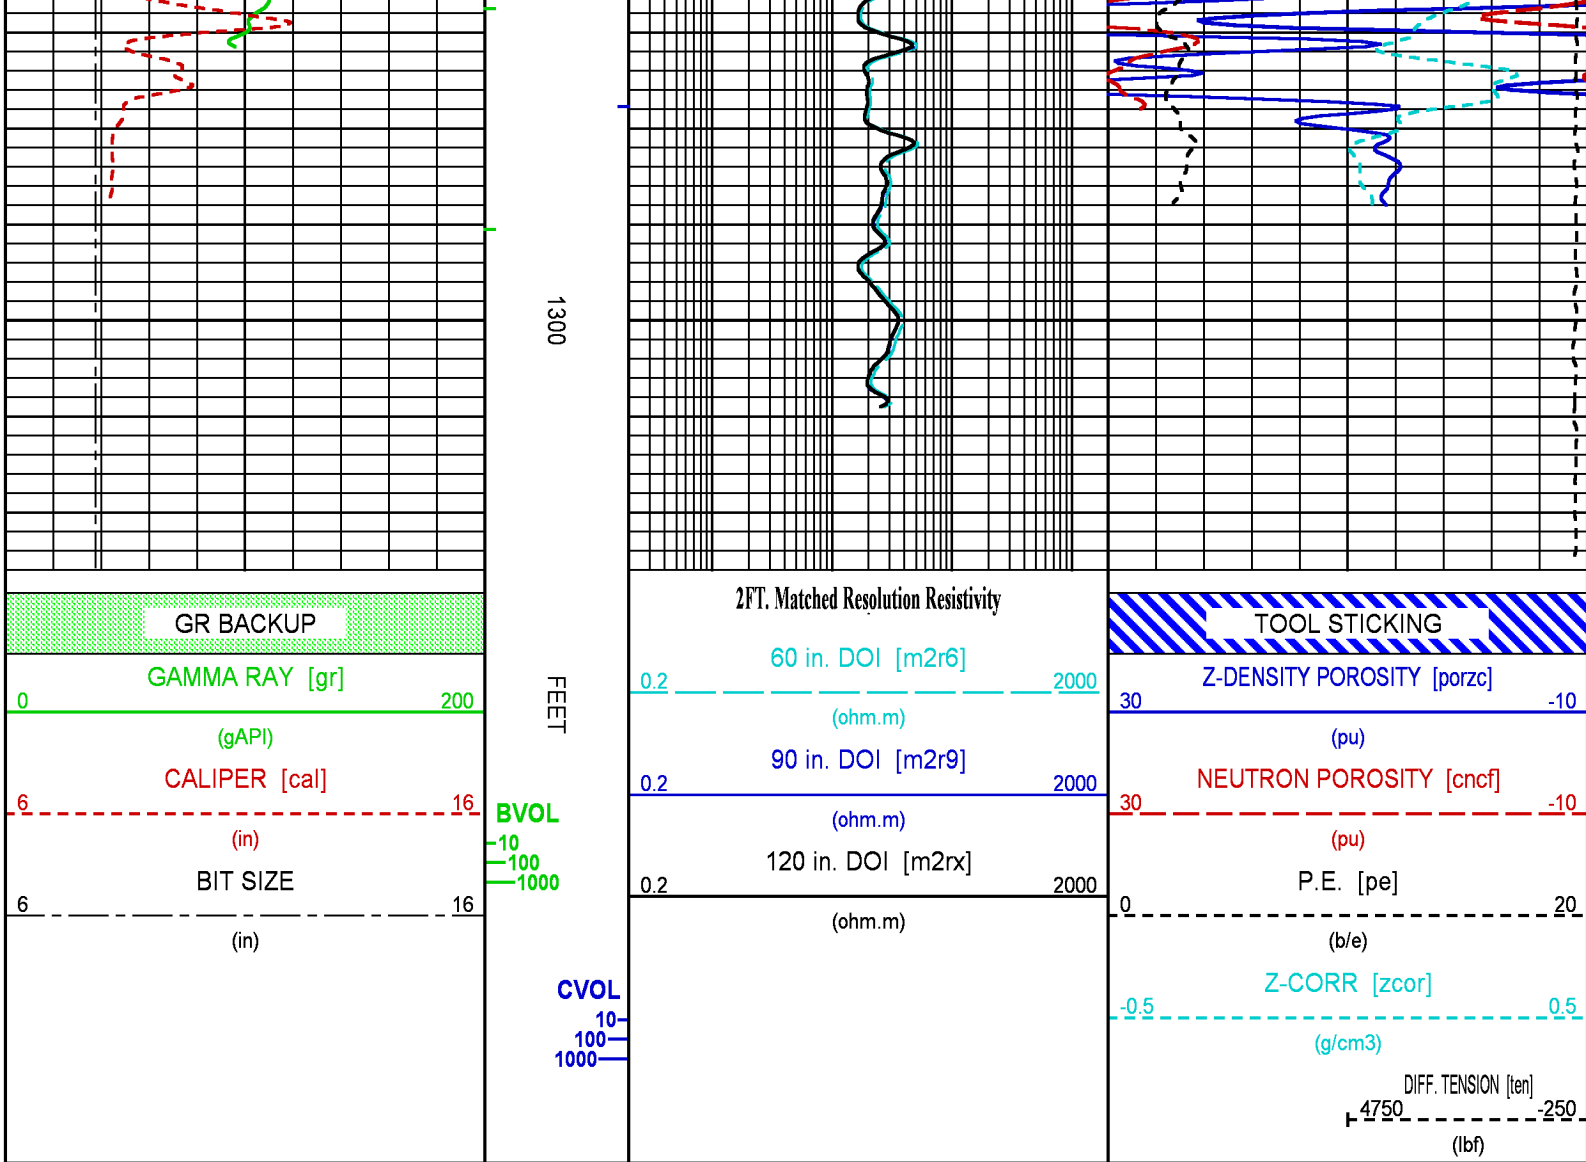 1300
FEET
GR BACKUP
GAMMA RAY [gr]
0 200
(gAPI)
CALIPER [cal]
6 16
(in)
BIT SIZE
6 16
(in)
BVOL
10
100
1000
CVOL
10
100
1000
2FT. Matched Resolution Resistivity
60 in. DOI [m2r6]
0.2 2000
(ohm.m)
90 in. DOI [m2r9]
0.2 2000
(ohm.m)
120 in. DOI [m2rx]
0.2 2000
(ohm.m)
TOOL STICKING
Z-DENSITY POROSITY [porzc]
30 -10
(pu)
NEUTRON POROSITY [cncf]
30 -10
(pu)
P.E. [pe]
0 20
(b/e)
Z-CORR [zcor]
-0.5 0.5
(g/cm3)
DIFF. TENSION [ten]
4750 -250
(lbf)